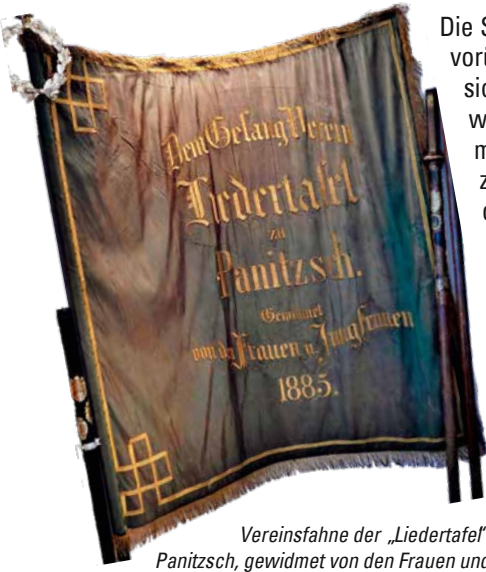 Dem Gesang Verein
Liedertafel
zu
Panitzsch.
Gewidmet
von den Frauen u. Jungfrauen
1885.
Die
Vereinsfahne der „Liedertafel“
Panitzsch, gewidmet von den Frauen und